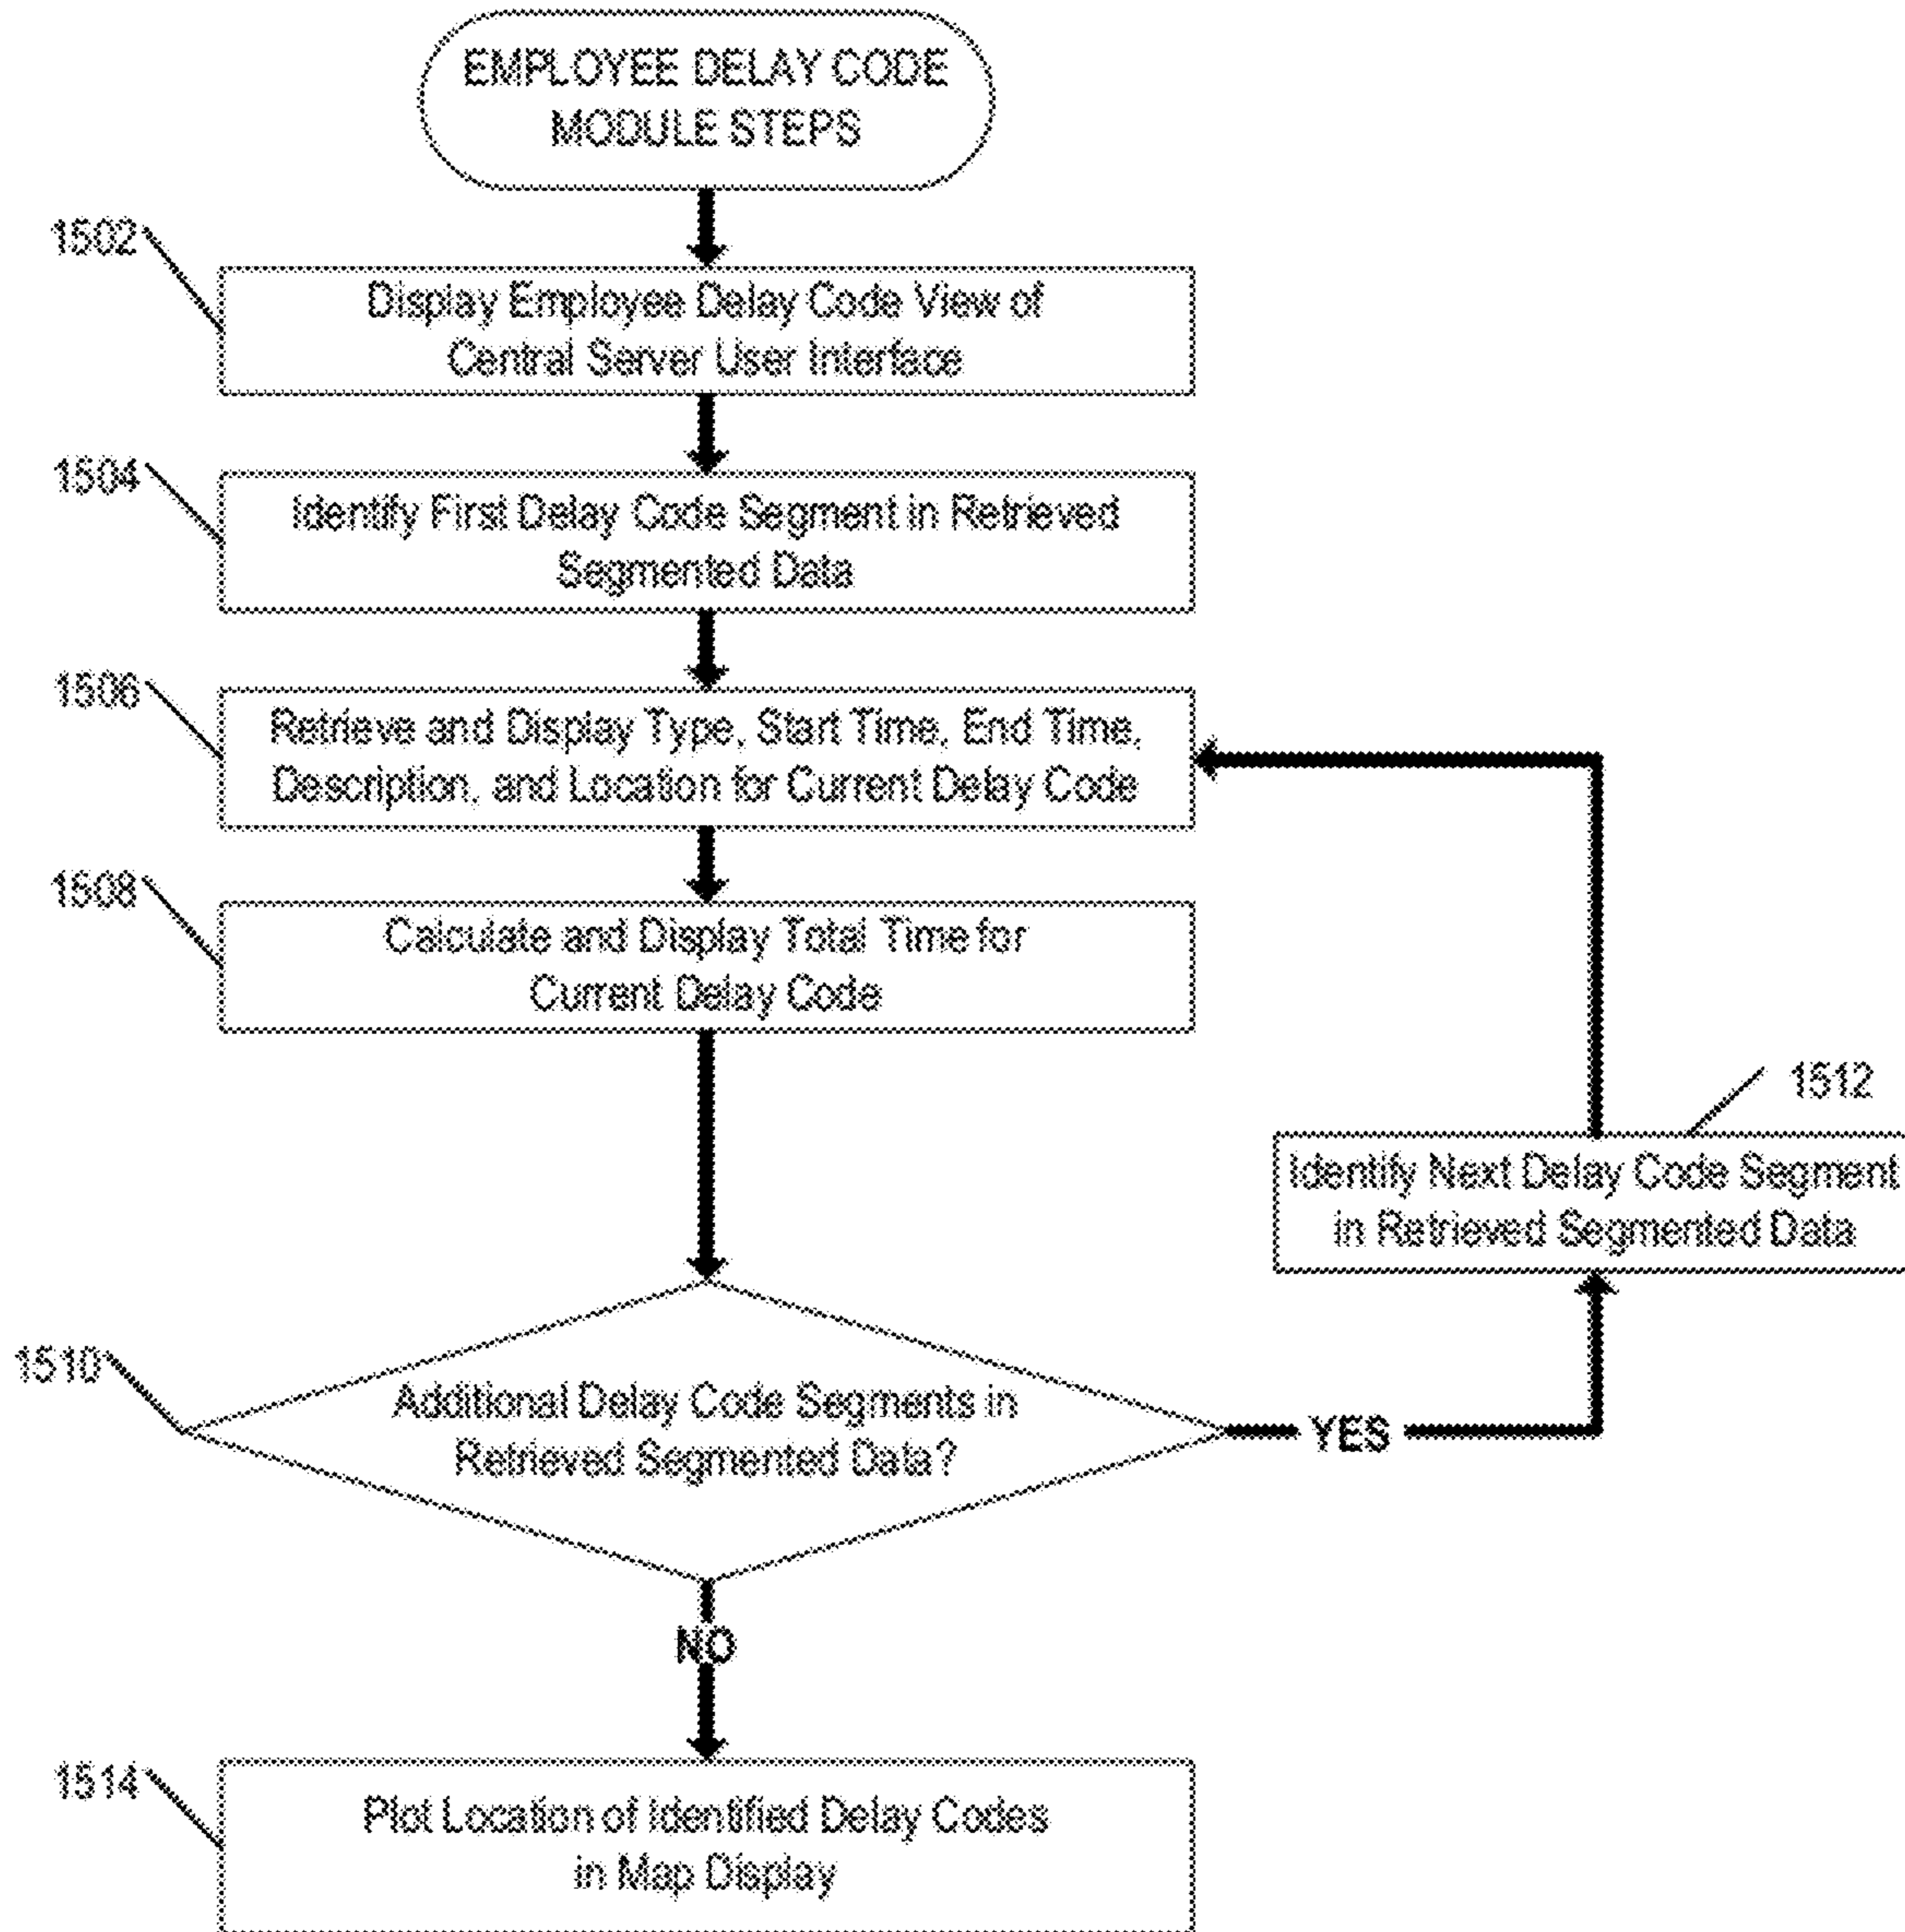 EMPLOYEE DELAY CODE
MODULE STEPS
1502
Display Employee Delay Code View of
Central Server User Interface
1504
Identify First Delay Code Segment in Retrieved
Segmented Data
1506
Retrieve and Display Type, Start Time, End Time,
Description, and Location for Current Delay Code
1508
Calculate and Display Total Time for
Current Delay Code
1512
Identify Next Delay Code Segment
in Retrieved Segmented Data
1510
Additional Delay Code Segments in
Retrieved Segmented Data?
YES
NO
1514
Plot Location of Identified Delay Codes
in Map Display